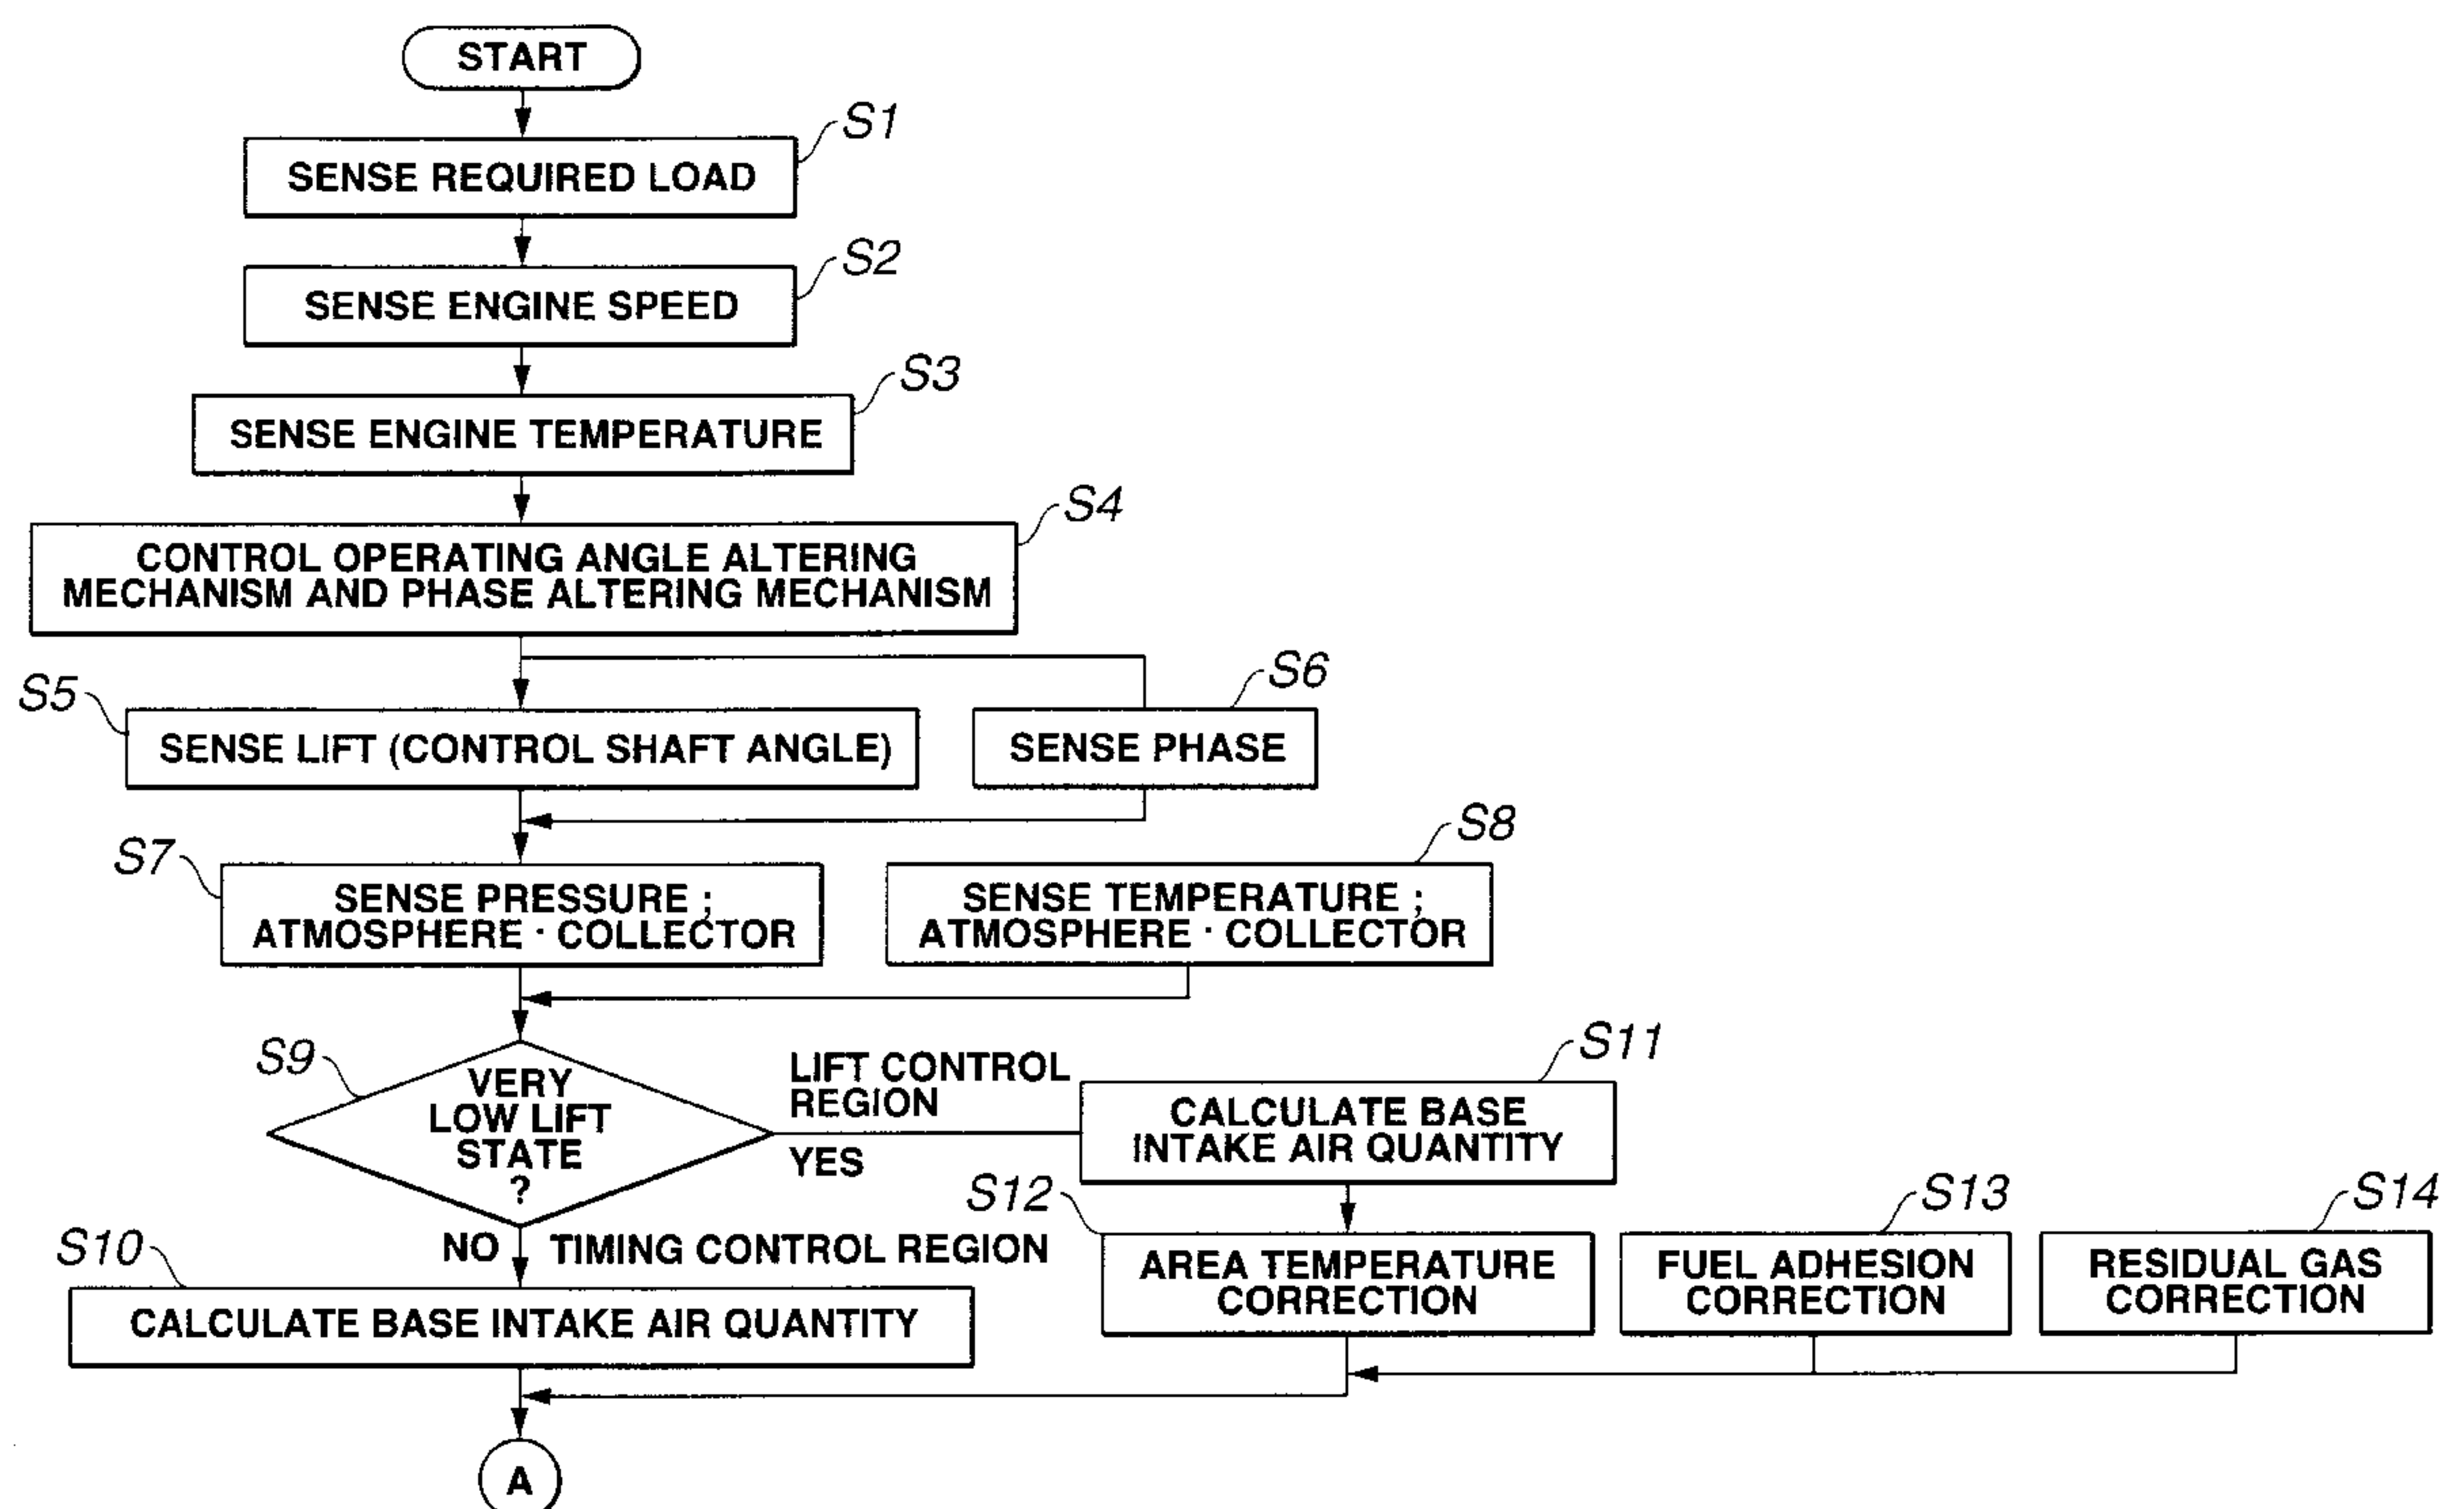 START
S1
SENSE REQUIRED LOAD
S2
SENSE ENGINE SPEED
S3
SENSE ENGINE TEMPERATURE
S4
CONTROL OPERATING ANGLE ALTERING
MECHANISM AND PHASE ALTERING MECHANISM
S5
SENSE LIFT (CONTROL SHAFT ANGLE)
S6
SENSE PHASE
S7
SENSE PRESSURE ;
ATMOSPHERE · COLLECTOR
S8
SENSE TEMPERATURE ;
ATMOSPHERE · COLLECTOR
S9
VERY
LOW LIFT
STATE
?
LIFT CONTROL
REGION
YES
S11
CALCULATE BASE
INTAKE AIR QUANTITY
NO
TIMING CONTROL REGION
S10
CALCULATE BASE INTAKE AIR QUANTITY
S12
AREA TEMPERATURE
CORRECTION
S13
FUEL ADHESION
CORRECTION
S14
RESIDUAL GAS
CORRECTION
A